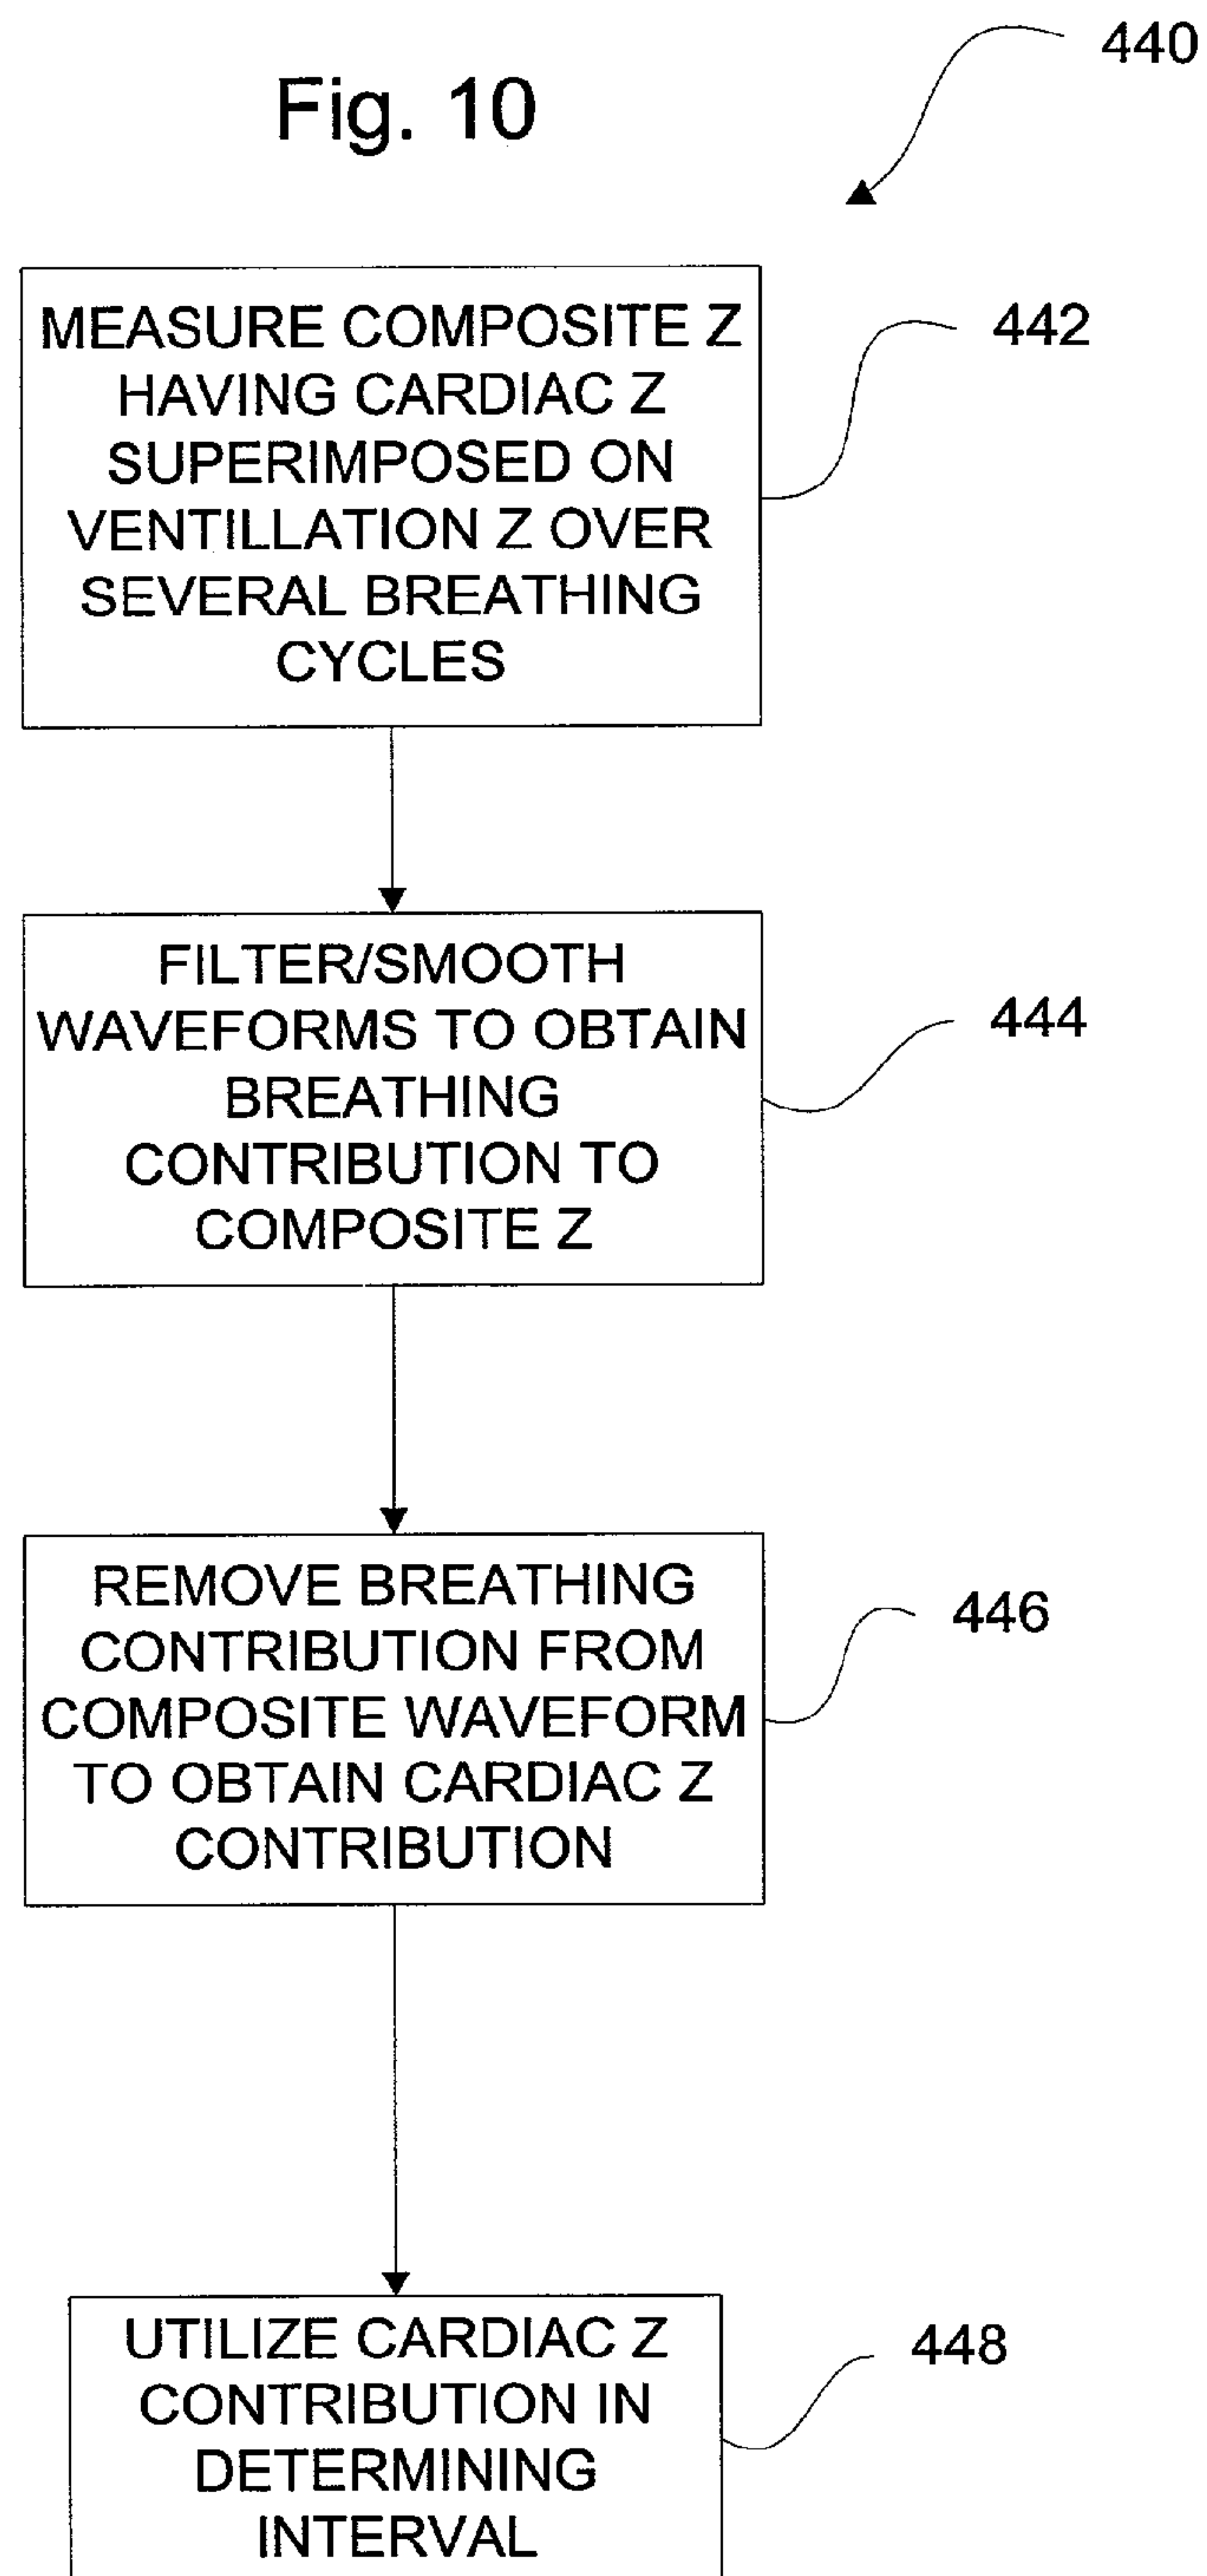 440
Fig. 10
MEASURE COMPOSITE Z
HAVING CARDIAC Z
SUPERIMPOSED ON
VENTILLATION Z OVER
SEVERAL BREATHING
CYCLES
442
FILTER/SMOOTH
WAVEFORMS TO OBTAIN
BREATHING
CONTRIBUTION TO
COMPOSITE Z
444
REMOVE BREATHING
CONTRIBUTION FROM
COMPOSITE WAVEFORM
TO OBTAIN CARDIAC Z
CONTRIBUTION
446
UTILIZE CARDIAC Z
CONTRIBUTION IN
DETERMINING
INTERVAL
448